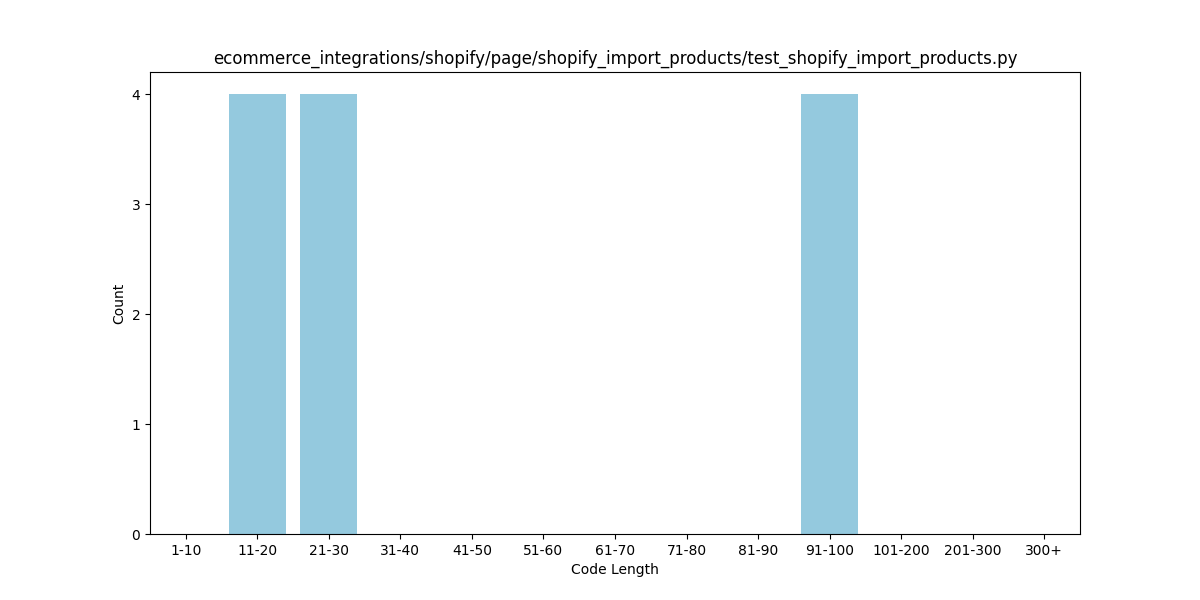 ecommerce_integrations/shopify/page/shopify_import_products/test_shopify_import_products.py
4
3
2
1
0
Count
1-10 11-20 21-30 31-40 41-50 51-60 61-70 71-80 81-90 91-100 101-200 201-300 300+
Code Length